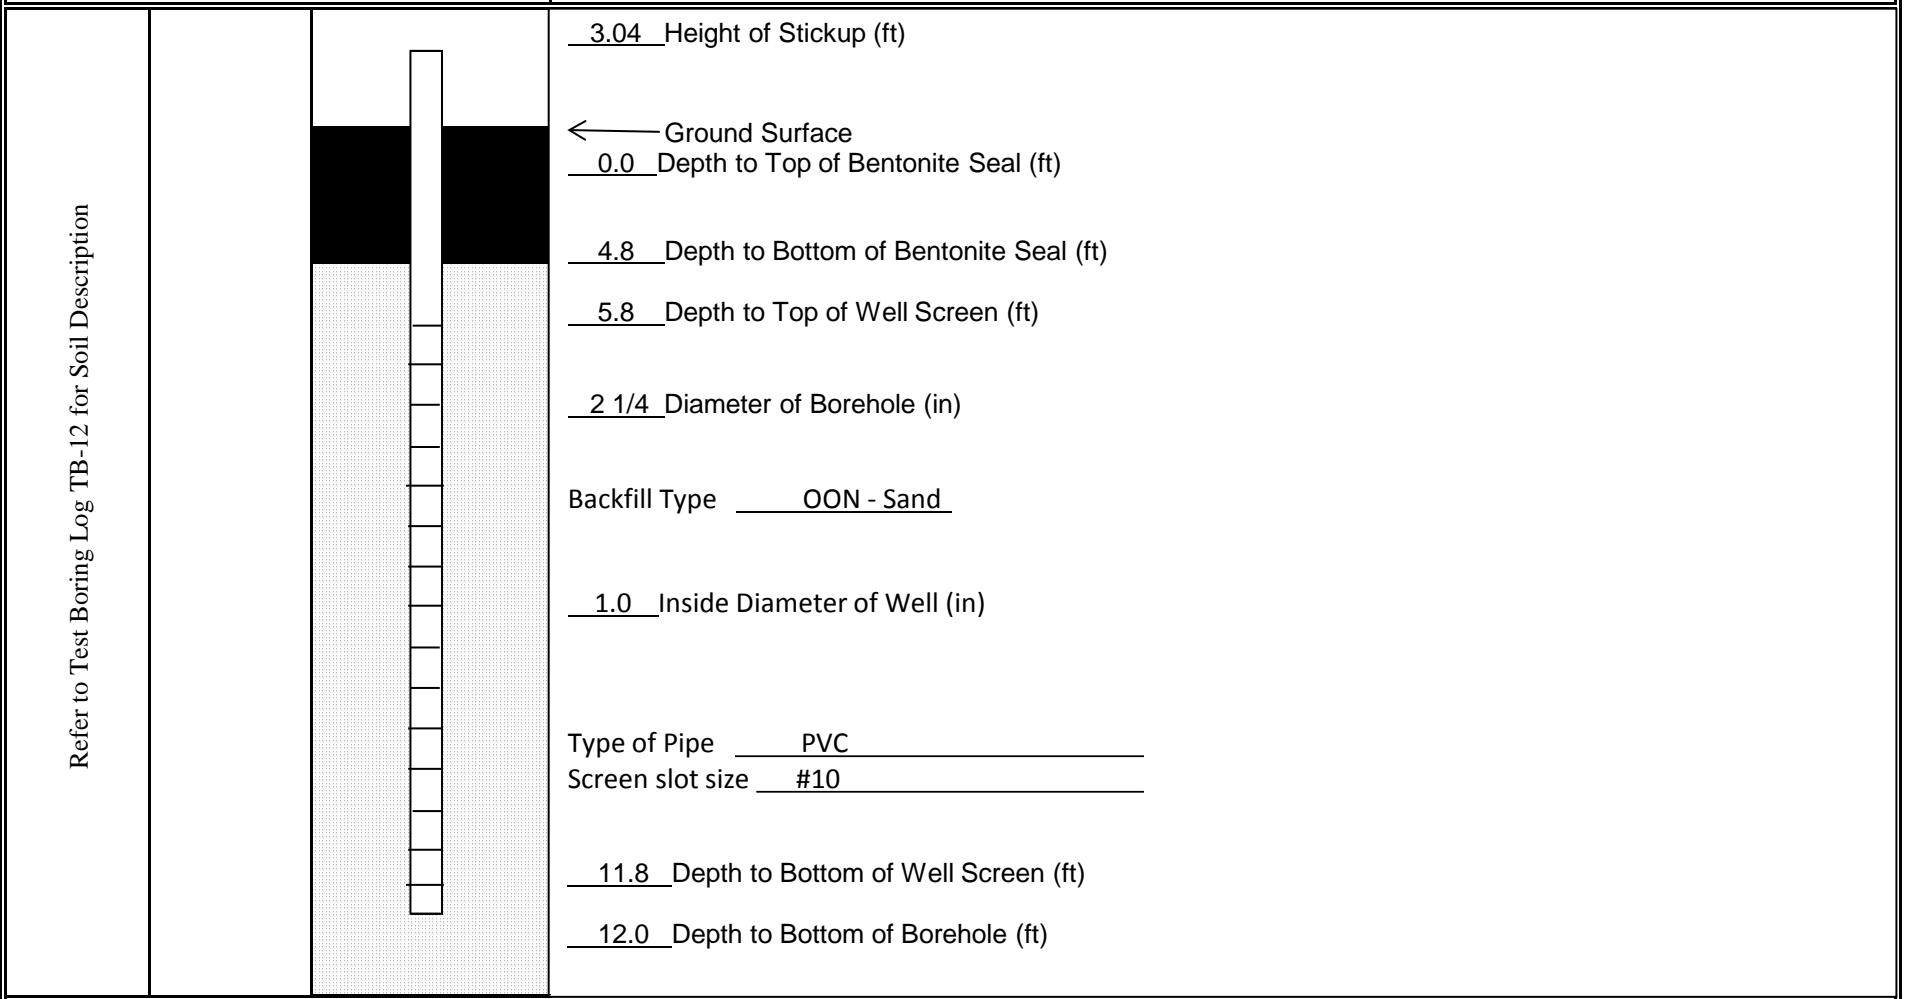 Refer to Test Boring Log TB-12 for Soil Description
3.04 Height of Stickup (ft)
Ground Surface
0.0 Depth to Top of Bentonite Seal (ft)
4.8 Depth to Bottom of Bentonite Seal (ft)
5.8 Depth to Top of Well Screen (ft)
2 1/4 Diameter of Borehole (in)
Backfill Type OON - Sand
1.0 Inside Diameter of Well (in)
Type of Pipe PVC
Screen slot size #10
11.8 Depth to Bottom of Well Screen (ft)
12.0 Depth to Bottom of Borehole (ft)